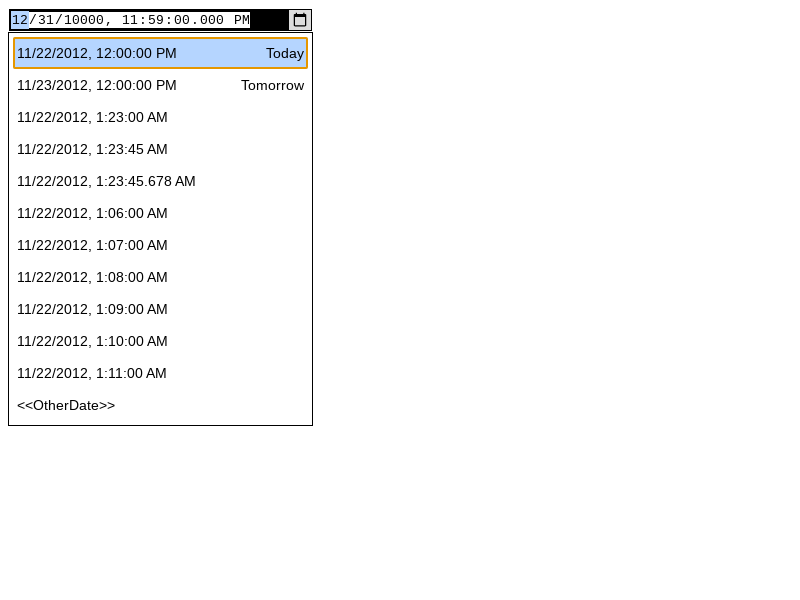 12/31/10000, 11:59:00.000 PM
11/22/2012, 12:00:00 PM Today
11/23/2012, 12:00:00 PM Tomorrow
11/22/2012, 1:23:00 AM
11/22/2012, 1:23:45 AM
11/22/2012, 1:23:45.678 AM
11/22/2012, 1:06:00 AM
11/22/2012, 1:07:00 AM
11/22/2012, 1:08:00 AM
11/22/2012, 1:09:00 AM
11/22/2012, 1:10:00 AM
11/22/2012, 1:11:00 AM
<<OtherDate>>